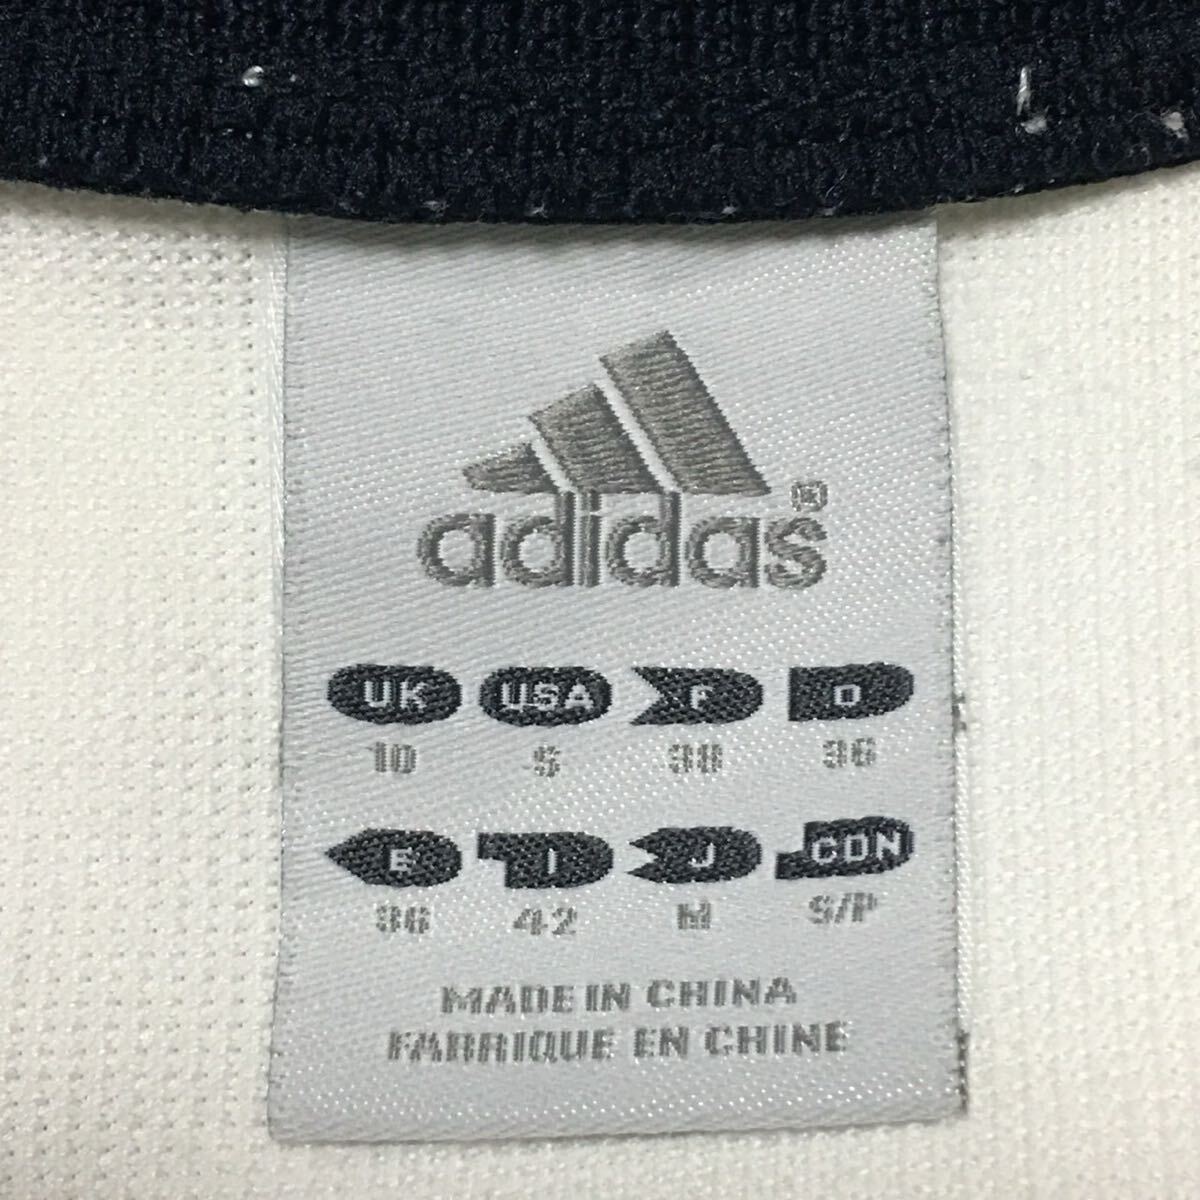 adidas®
UK USA F D
10 S 38 36
E I J CDN
36 42 M S/P
MADE IN CHINA
FABRIQUE EN CHINE